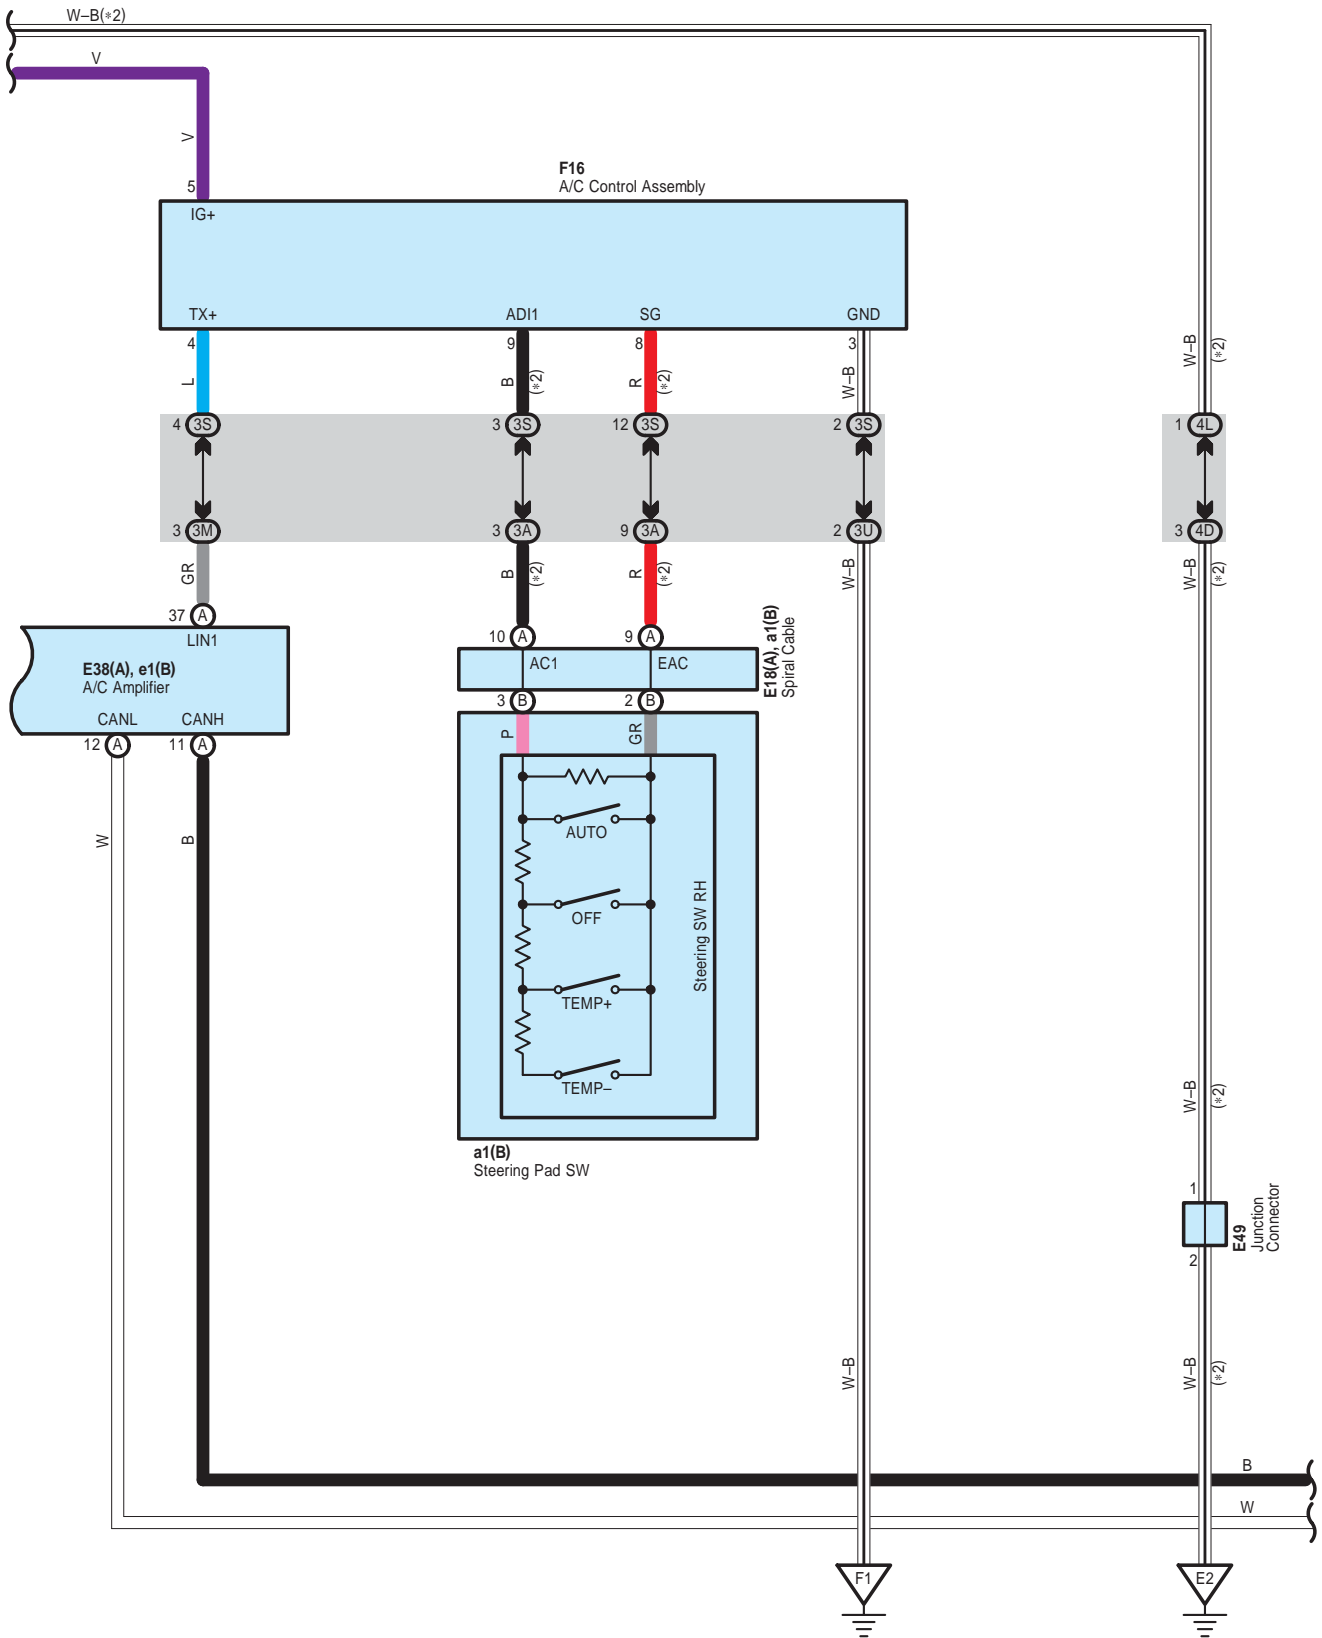 W–B(*2)
V
V
5
F16
A/C Control Assembly
IG+
TX+
ADI1
SG
GND
4
9
8
3
L
B
(*2)
R
(*2)
W–B
W–B
(*2)
4 3S
3 3S
12 3S
2 3S
1 4L
3 3M
3 3A
9 3A
2 3U
3 4D
GR
B
(*2)
R
(*2)
W–B
W–B
(*2)
37 A
10 A
9 A
LIN1
E38(A), e1(B)
A/C Amplifier
CANL
CANH
12 A
11 A
AC1
EAC
E18(A), a1(B)
Spiral Cable
3 B
2 B
P
GR
W
B
AUTO
OFF
TEMP+
TEMP–
Steering SW RH
a1(B)
Steering Pad SW
W–B
(*2)
1
E49
Junction
Connector
2
W–B
W–B
(*2)
B
W
F1
E2